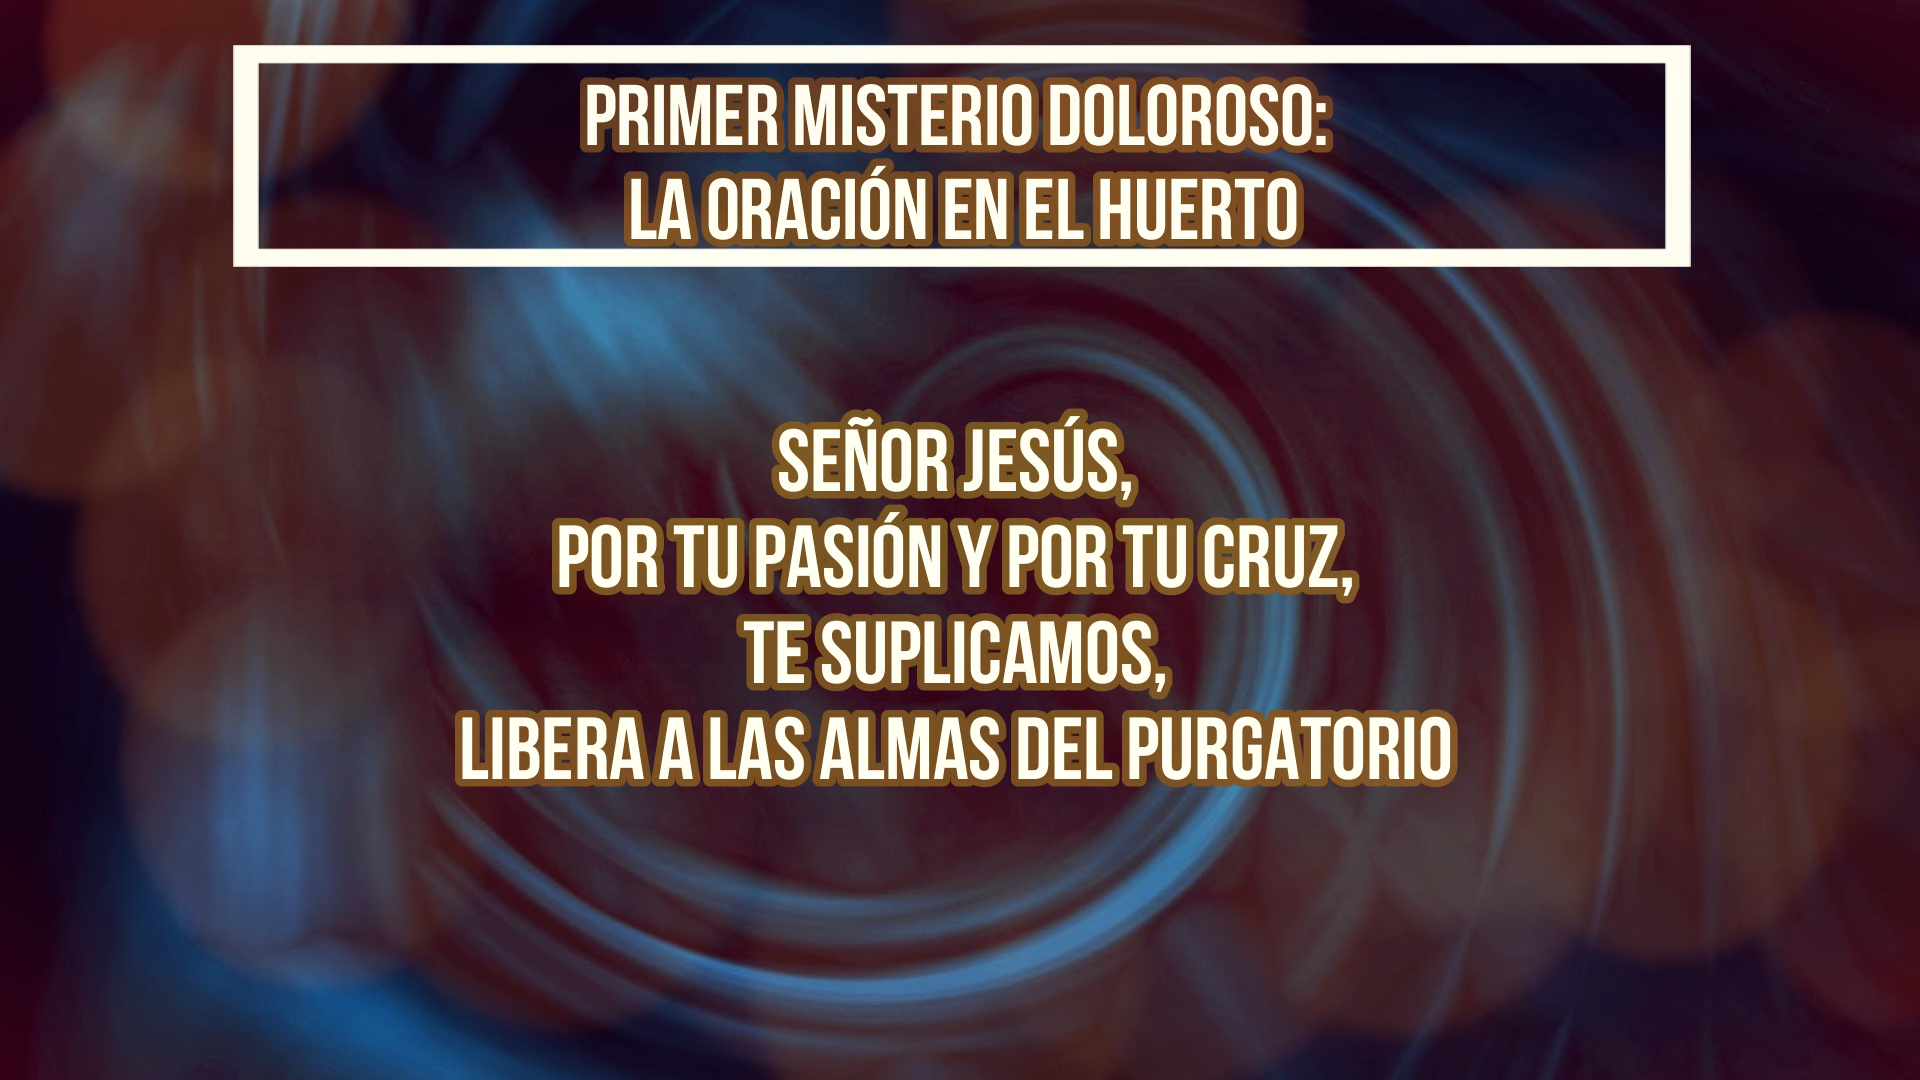 PRIMER MISTERIO DOLOROSO:
LA ORACIÓN EN EL HUERTO
SEÑOR JESÚS,
POR TU PASIÓN Y POR TU CRUZ,
TE SUPLICAMOS,
LIBERA A LAS ALMAS DEL PURGATORIO